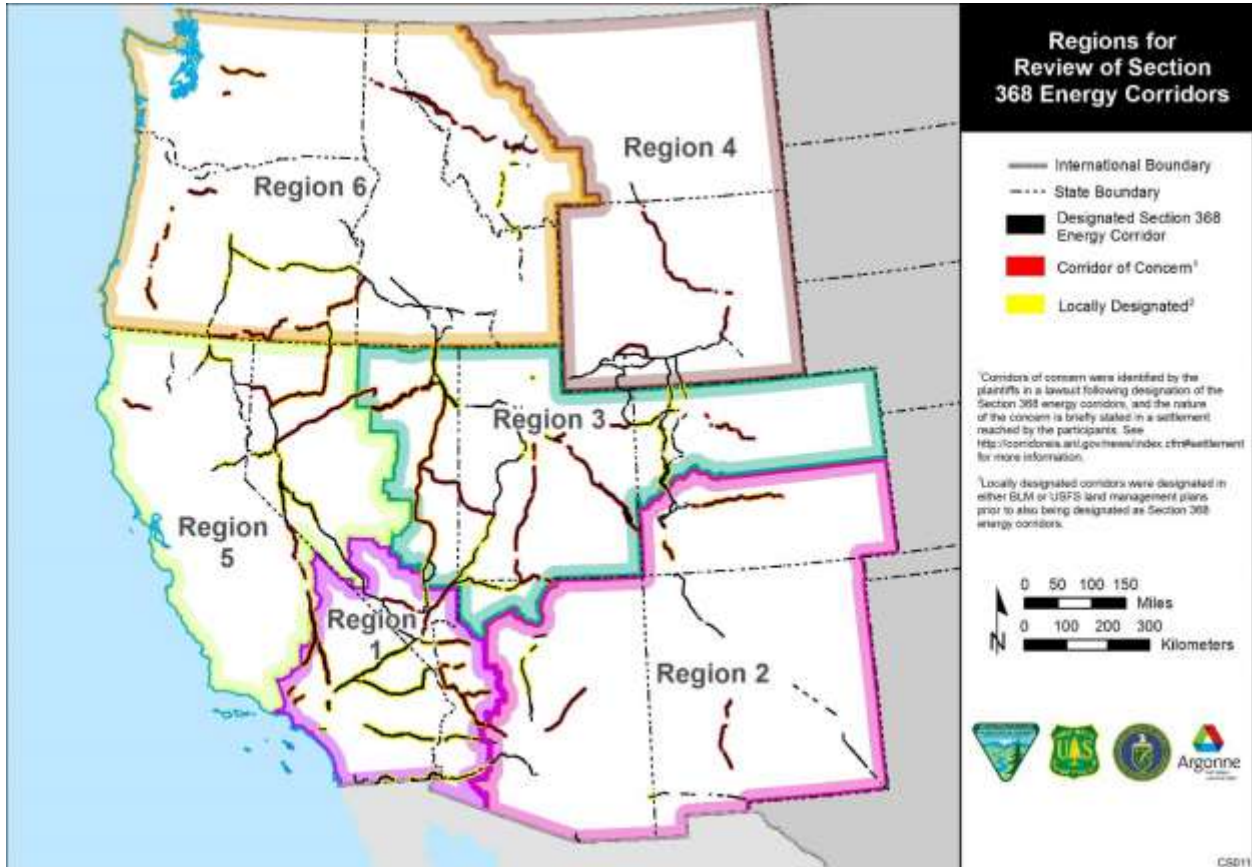 Regions for
Review of Section
368 Energy Corridors
International Boundary
State Boundary
Designated Section 368
Energy Corridor
Corridor of Concern¹
Locally Designated²
¹Corridors of concern were identified by the
plaintiffs in a lawsuit following designation of the
Section 368 energy corridors, and the nature
of the concern is briefly stated in a settlement
reached by the participants. See
http://corridoreis.anl.gov/news/index.cfm#settlement
for more information.
²Locally designated corridors were designated in
either BLM or USFS land management plans
prior to also being designated as Section 368
energy corridors.
0 50 100 150
Miles
0 100 200 300
Kilometers
N
UAS
Argonne
CSD11
Region 4
Region 6
Region 3
Region
5
Region
1
Region 2